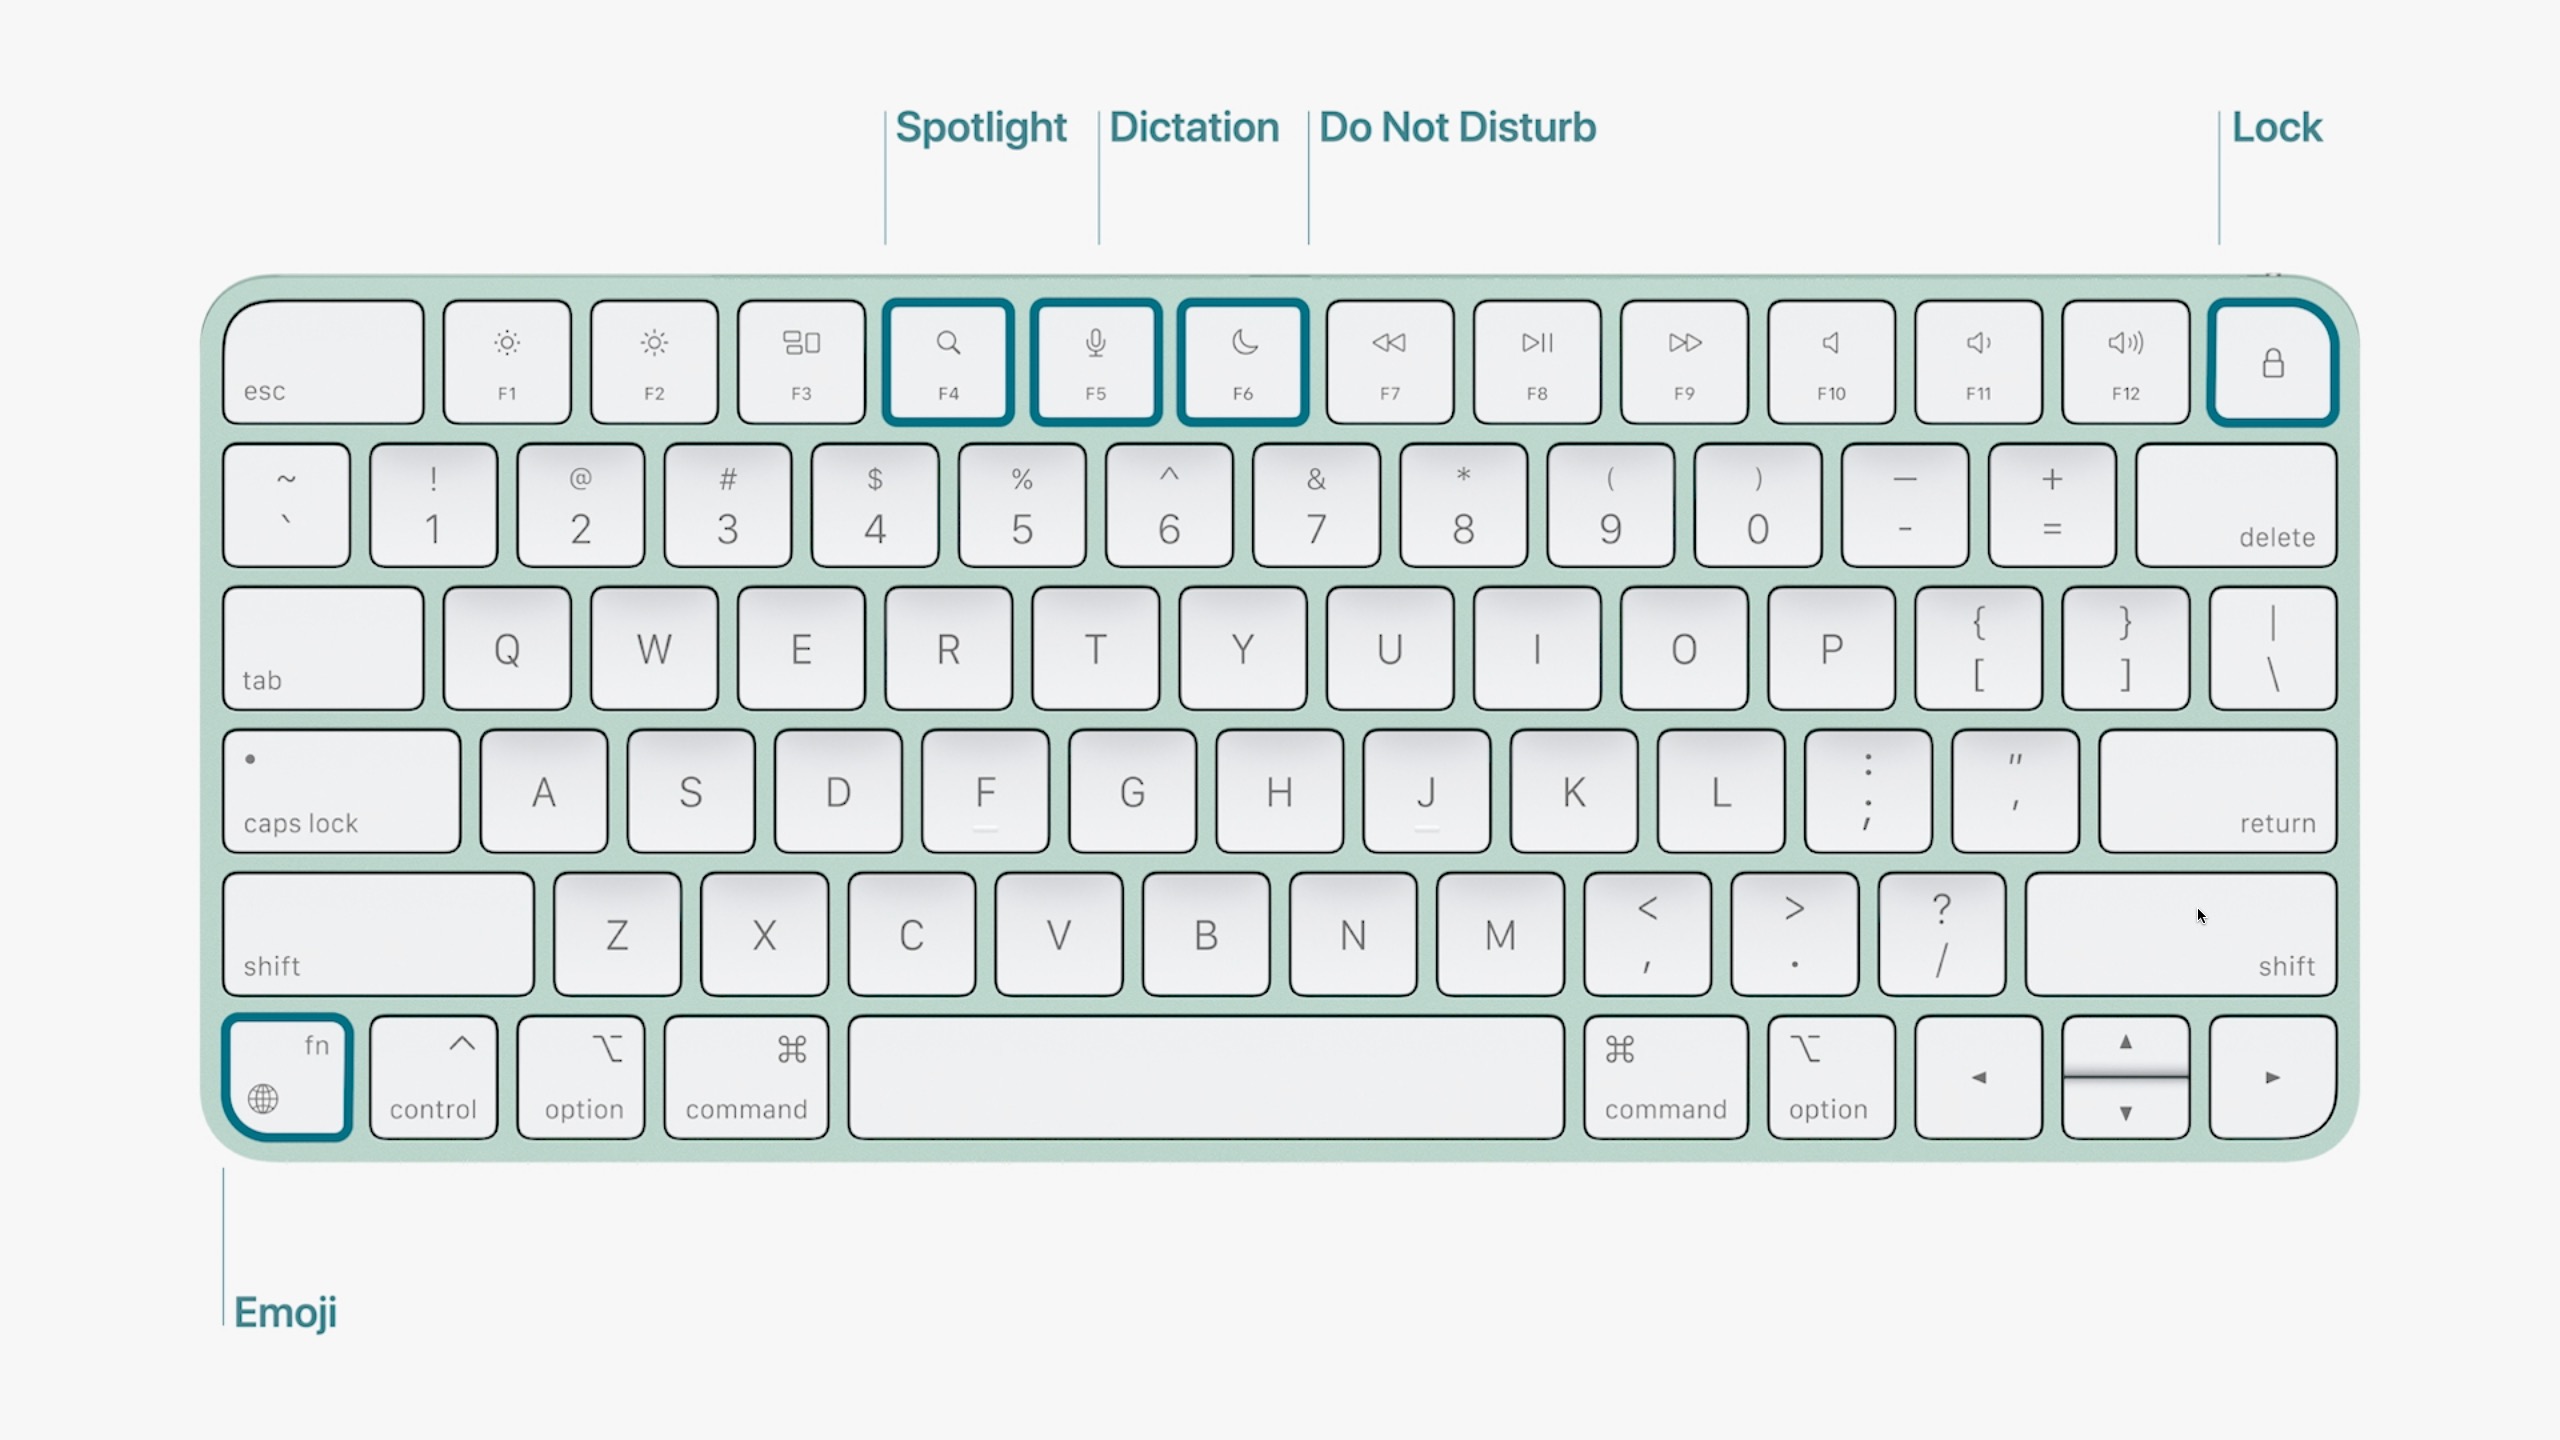 Spotlight Dictation Do Not Disturb Lock
esc F1 F2 F3 F4 F5 F6 F7 F8 F9 F10 F11 F12
~ ! @ # $ % ^ & * ( ) — +
` 1 2 3 4 5 6 7 8 9 0 - = delete
tab Q W E R T Y U I O P { [ } ] | \
caps lock A S D F G H J K L : ; " ' return
shift Z X C V B N M < , > . ? / shift
fn ^ ⌥ ⌘ ⌘ ⌥ ▲
control option command command option ◄ ▼ ►
Emoji